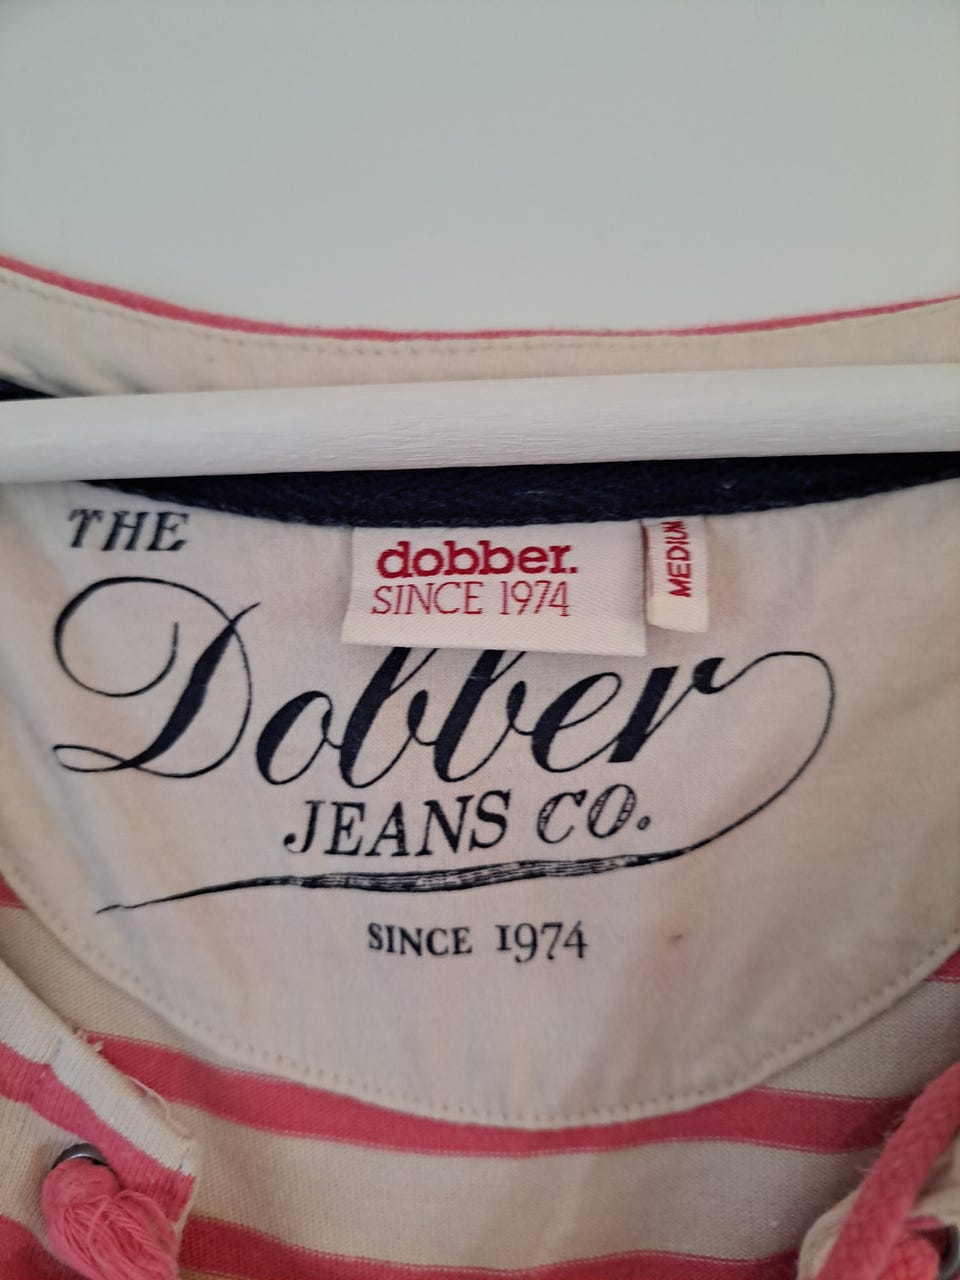 THE
dobber.
SINCE 1974
MEDIUM
Dobber
JEANS CO.
SINCE 1974